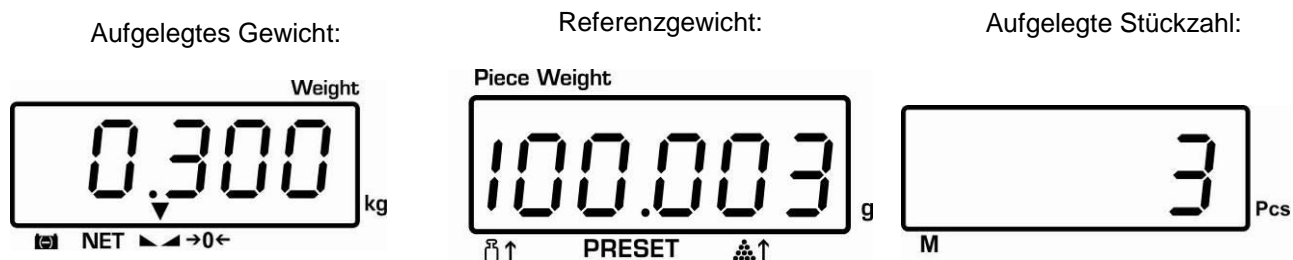 Aufgelegtes Gewicht:
Referenzgewicht:
Aufgelegte Stückzahl:
Weight
0.300
kg
NET →0←
Piece Weight
100.003
g
↑ PRESET ↑
3
Pcs
M